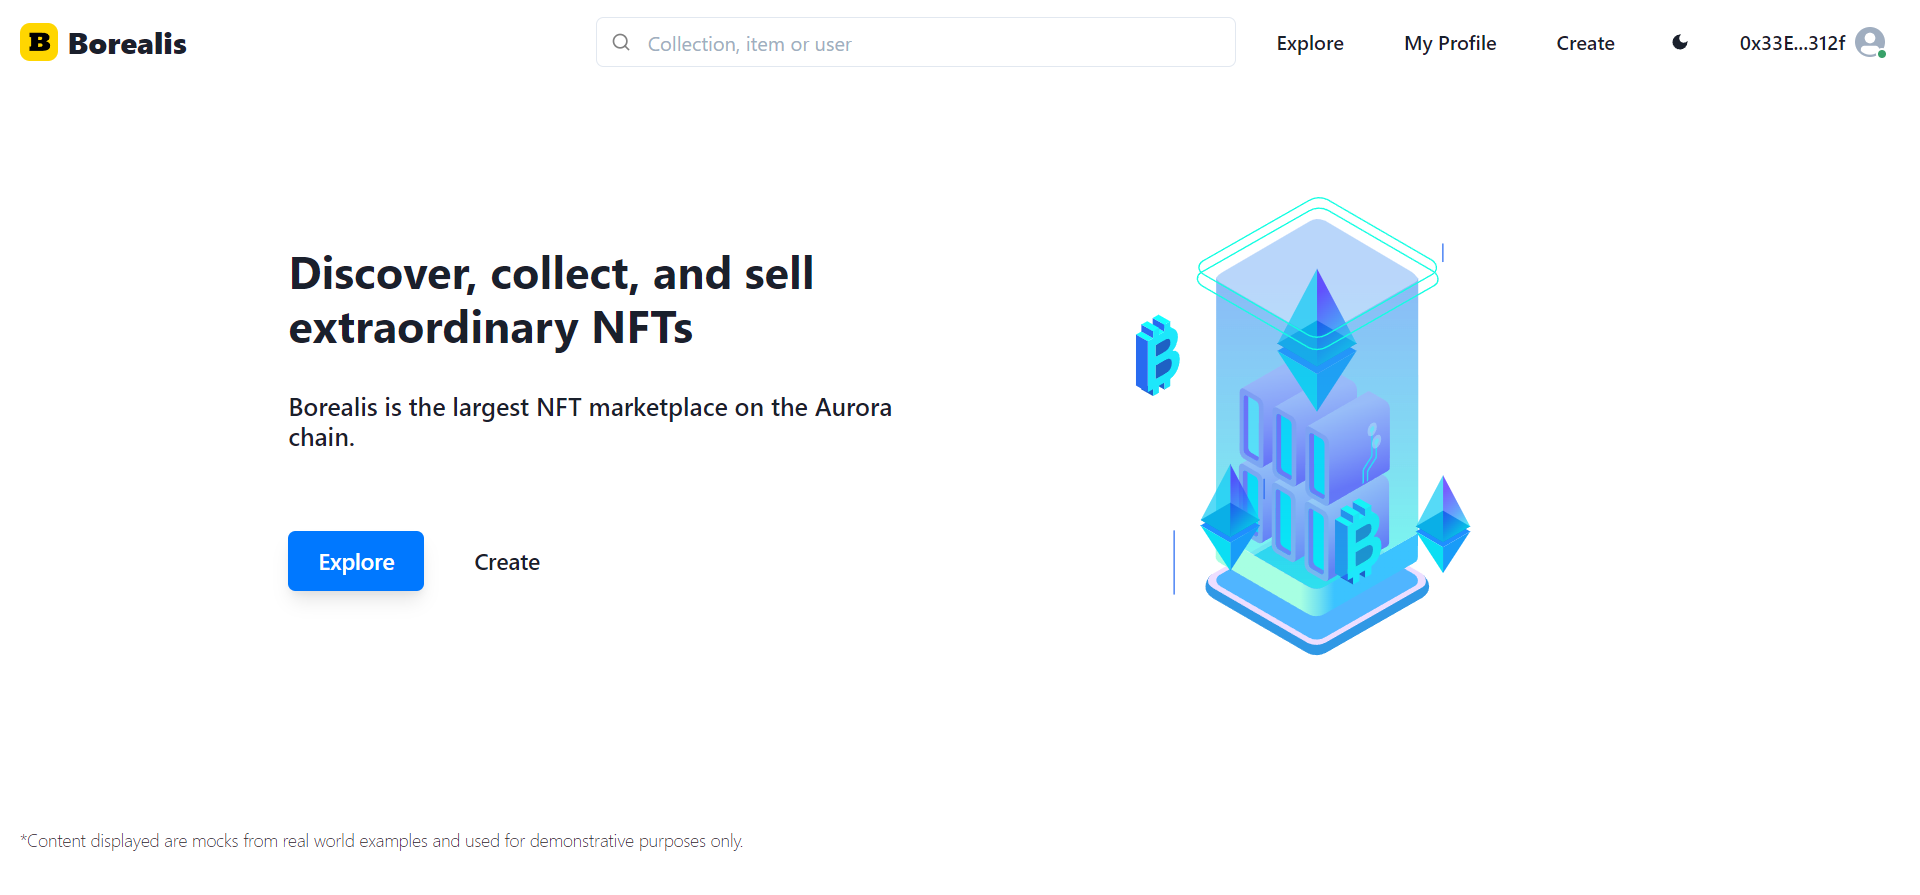 B Borealis
Collection, item or user
Explore
My Profile
Create
0x33E...312f
Discover, collect, and sell
extraordinary NFTs
Borealis is the largest NFT marketplace on the Aurora
chain.
Explore
Create
*Content displayed are mocks from real world examples and used for demonstrative purposes only.